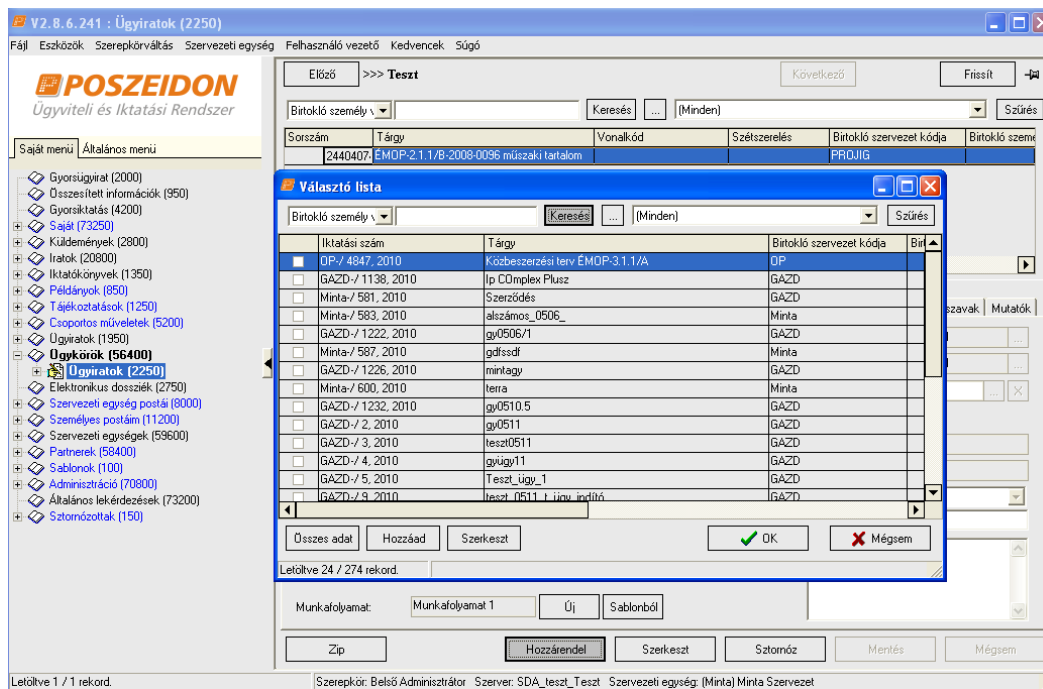 V2.8.6.241 : Ügyiratok (2250)
Fájl Eszközök Szerepkörváltás Szervezeti egység Felhasználó vezető Kedvencek Súgó
POSZEIDON
Ügyviteli és Iktatási Rendszer
Saját menü Általános menü
Gyorsügyirat (2000)
Összesített információk (950)
Gyorsiktatás (4200)
Saját (73250)
Küldemények (2800)
Iratok (20800)
Iktatókönyvek (1350)
Példányok (850)
Tájékoztatások (1250)
Csoportos műveletek (5200)
Ügyiratok (1950)
Ügykörök (56400)
Ügyiratok (2250)
Elektronikus dossziék (2750)
Szervezeti egység postái (8000)
Személyes postáim (11200)
Szervezeti egységek (59600)
Partnerek (58400)
Sablonok (100)
Adminisztráció (70800)
Általános lekérdezések (73200)
Sztornózottak (150)
Előző >>> Teszt Következő Frissít
Birtokló személy v Keresés ... (Minden) Szűrés
Sorszám Tárgy Vonalkód Szétszerelés Birtokló szervezet kódja Birtokló szemé
2440407 ÉMOP-2.1.1/B-2008-0096 műszaki tartalom PROJIG
Választó lista
Birtokló személy v Keresés ... (Minden) Szűrés
Iktatási szám Tárgy Birtokló szervezet kódja Birl
OP-/ 4847, 2010 Közbeszerzési terv ÉMOP-3.1.1/A OP
GAZD-/ 1138, 2010 Ip COmplex Plusz GAZD
Minta-/ 581, 2010 Szerződés Minta
Minta-/ 583, 2010 alszámos_0506_ Minta
GAZD-/ 1222, 2010 gy0506/1 GAZD
Minta-/ 587, 2010 gdfssdf Minta
GAZD-/ 1226, 2010 mintagy GAZD
Minta-/ 600, 2010 terra Minta
GAZD-/ 1232, 2010 gy0510.5 GAZD
GAZD-/ 2, 2010 gy0511 GAZD
GAZD-/ 3, 2010 teszt0511 GAZD
GAZD-/ 4, 2010 gyügy11 GAZD
GAZD-/ 5, 2010 Teszt_ügy_1 GAZD
GAZD-/ 9, 2010 teszt_0511_t_ügy_indító GAZD
Összes adat Hozzáad Szerkeszt OK Mégsem
Letöltve 24 / 274 rekord.
szavak Mutatók
...
...
...
Munkafolyamat: Munkafolyamat 1 Új Sablonból
Zip Hozzárendel Szerkeszt Sztornóz Mentés Mégsem
Letöltve 1 / 1 rekord. Szerepkör: Belső Adminisztrátor Szerver: SDA_teszt_Teszt Szervezeti egység: (Minta) Minta Szervezet